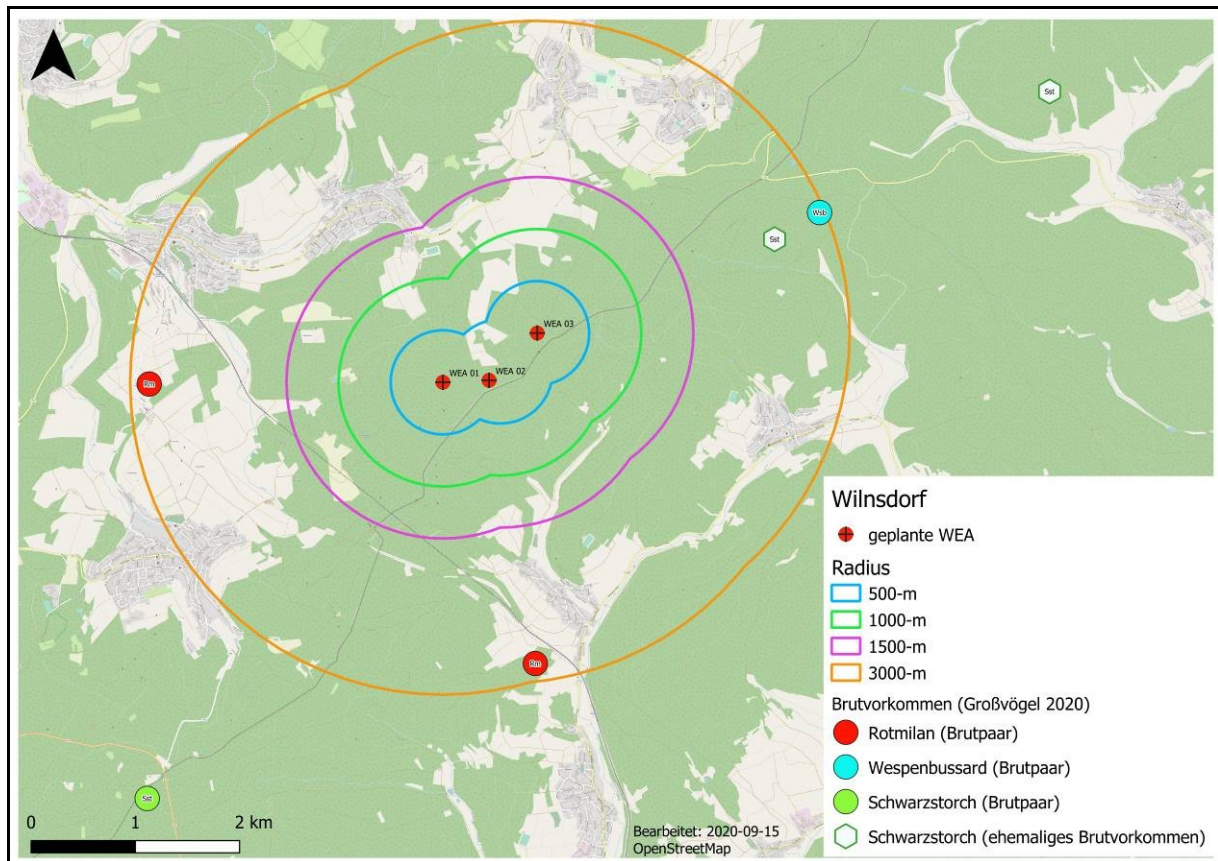 Sst
Wsb
Sst
WEA 03
WEA 01
WEA 02
Rm
Rm
Sst
0 1 2 km
Bearbeitet: 2020-09-15
OpenStreetMap
Wilnsdorf
geplante WEA
Radius
500-m
1000-m
1500-m
3000-m
Brutvorkommen (Großvögel 2020)
Rotmilan (Brutpaar)
Wespenbussard (Brutpaar)
Schwarzstorch (Brutpaar)
Schwarzstorch (ehemaliges Brutvorkommen)